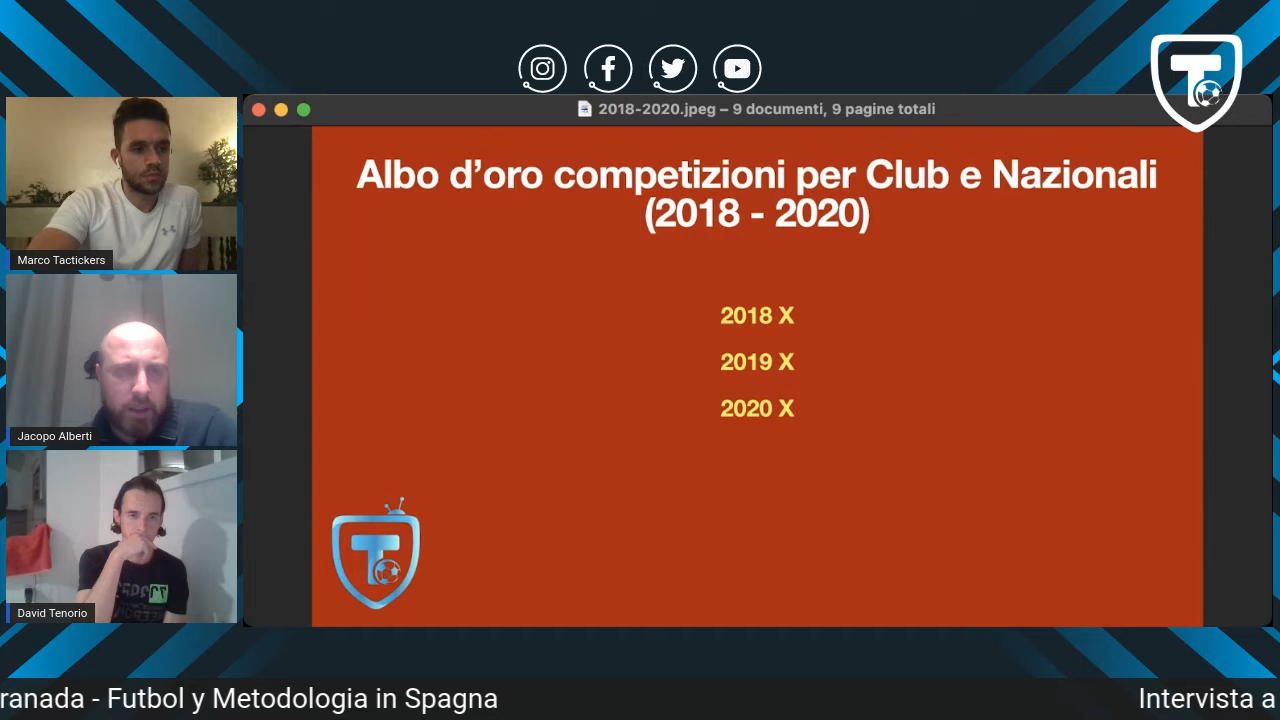 2018-2020.jpeg – 9 documenti, 9 pagine totali
Albo d’oro competizioni per Club e Nazionali
(2018 - 2020)
2018 X
2019 X
2020 X
Marco Tactickers
Jacopo Alberti
David Tenorio
ranada - Futbol y Metodologia in Spagna
Intervista a